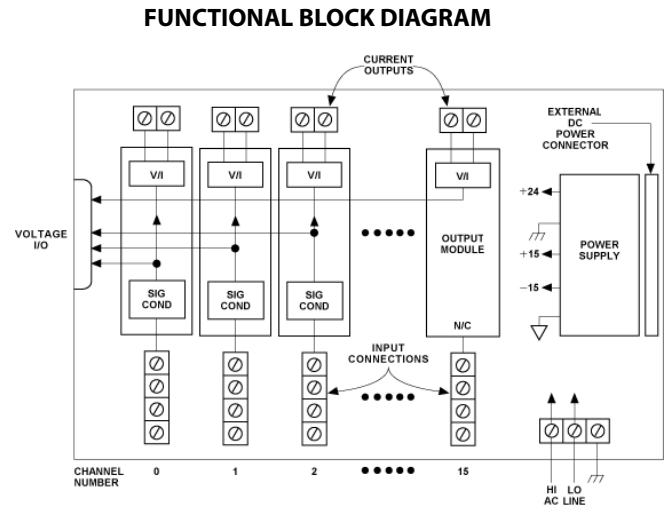 FUNCTIONAL BLOCK DIAGRAM
CURRENT
OUTPUTS
EXTERNAL
DC
POWER
CONNECTOR
V/I
V/I
V/I
V/I
+24
VOLTAGE
I/O
OUTPUT
MODULE
POWER
SUPPLY
+15
−15
SIG
COND
SIG
COND
SIG
COND
N/C
INPUT
CONNECTIONS
CHANNEL
NUMBER
0
1
2
15
HI
AC
LO
LINE